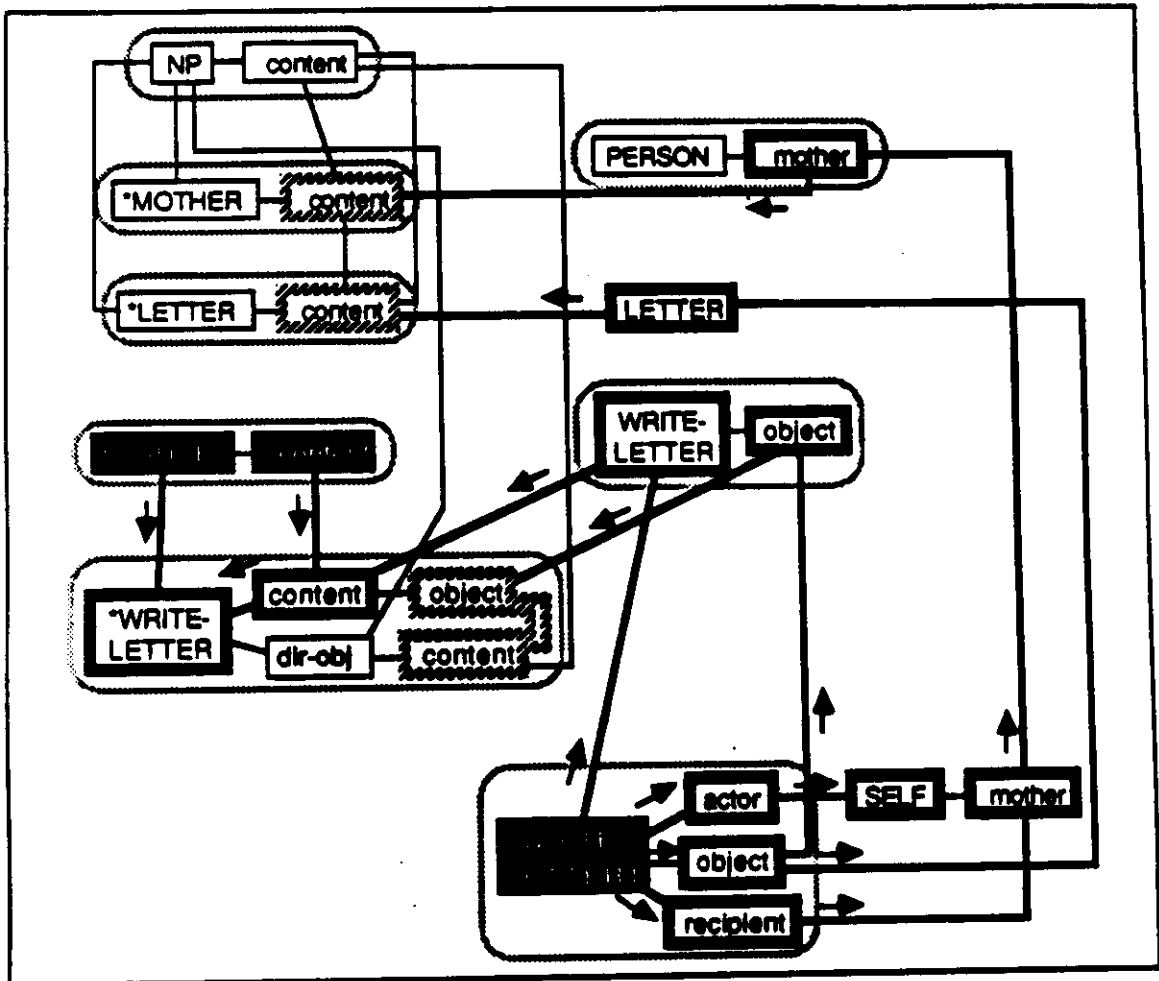 NP content
PERSON mother
*MOTHER content
*LETTER content
LETTER
WRITE-
LETTER
object
content object
*WRITE-
LETTER
dir-obj content
actor SELF mother
object
recipient